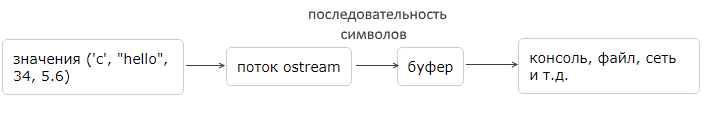 последовательность
символов
значения ('c', "hello",
34, 5.6)
поток ostream
буфер
консоль, файл, сеть
и т.д.